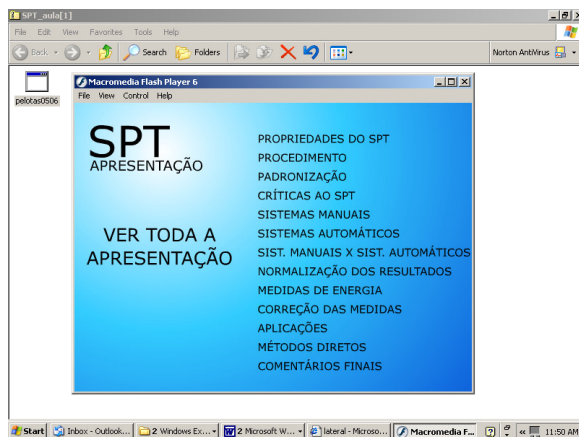 SPT_aula[1]
File Edit View Favorites Tools Help
Back Search Folders Norton AntiVirus
pelotas0506
Macromedia Flash Player 6
File View Control Help
SPT
APRESENTAÇÃO
VER TODA A
APRESENTAÇÃO
PROPRIEDADES DO SPT
PROCEDIMENTO
PADRONIZAÇÃO
CRÍTICAS AO SPT
SISTEMAS MANUAIS
SISTEMAS AUTOMÁTICOS
SIST. MANUAIS X SIST. AUTOMÁTICOS
NORMALIZAÇÃO DOS RESULTADOS
MEDIDAS DE ENERGIA
CORREÇÃO DAS MEDIDAS
APLICAÇÕES
MÉTODOS DIRETOS
COMENTÁRIOS FINAIS
Start Inbox - Outlook... 2 Windows Ex... 2 Microsoft W... lateral - Microso... Macromedia F... 11:50 AM